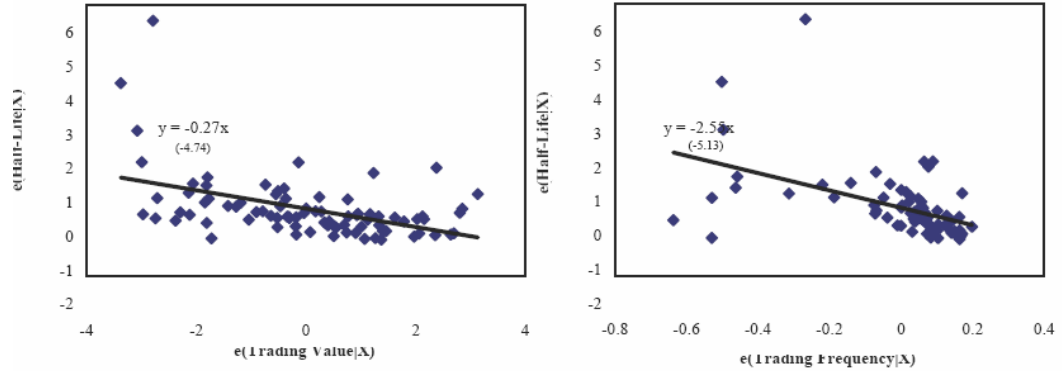 6
5
4
3
2
1
0
-1
-2
e(Half-Life|X)
y = -0.27x
(-4.74)
-4 -2 0 2 4
e(Trading Value|X)
6
5
4
3
2
1
0
-1
-2
e(Half-Life|X)
(-5.13)
-0.8 -0.6 -0.4 -0.2 0 0.2 0.4
e(Trading Frequency|X)